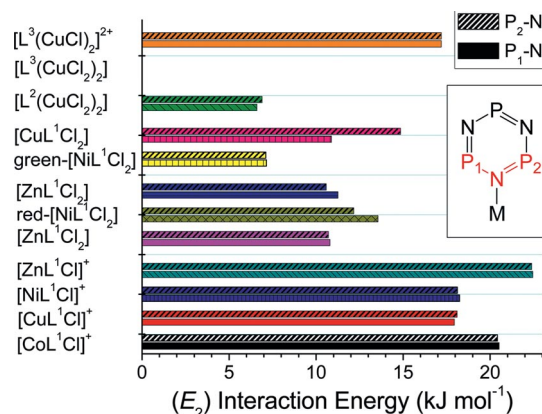 [L³(CuCl)₂]²⁺
[L³(CuCl₂)₂]
[L²(CuCl₂)₂]
[CuL¹Cl₂]
green-[NiL¹Cl₂]
[ZnL¹Cl₂]
red-[NiL¹Cl₂]
[ZnL¹Cl₂]
[ZnL¹Cl]⁺
[NiL¹Cl]⁺
[CuL¹Cl]⁺
[CoL¹Cl]⁺
P₂-N
P₁-N
P
N N
P₁ P₂
N
M
0 5 10 15 20
(E₂) Interaction Energy (kJ mol⁻¹)